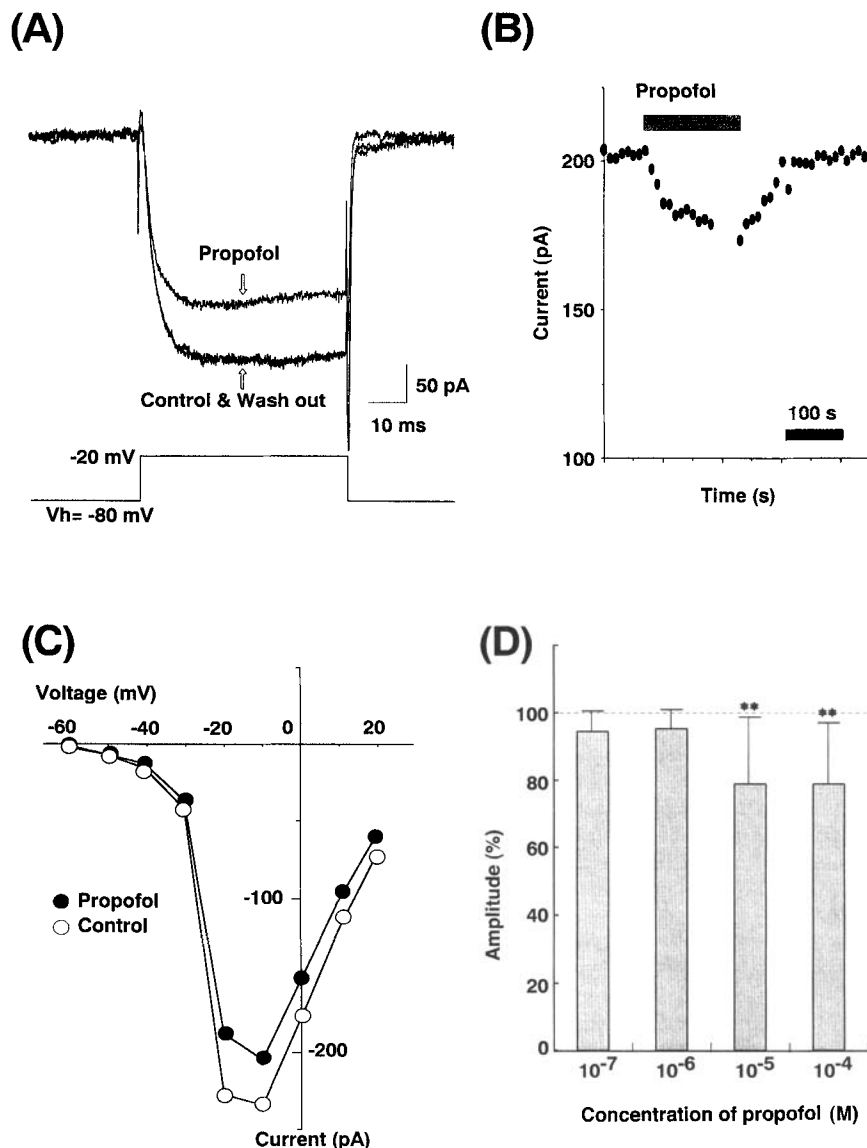 (A)
Propofol
Control & Wash out
50 pA
10 ms
-20 mV
Vh= -80 mV
(B)
Propofol
200
150
100
Current (pA)
100 s
Time (s)
(C)
Voltage (mV)
-60 -40 -20 0 20
-100
-200
Propofol
Control
Current (pA)
(D)
100
80
60
40
20
0
Amplitude (%)
** **
10-7 10-6 10-5 10-4
Concentration of propofol (M)